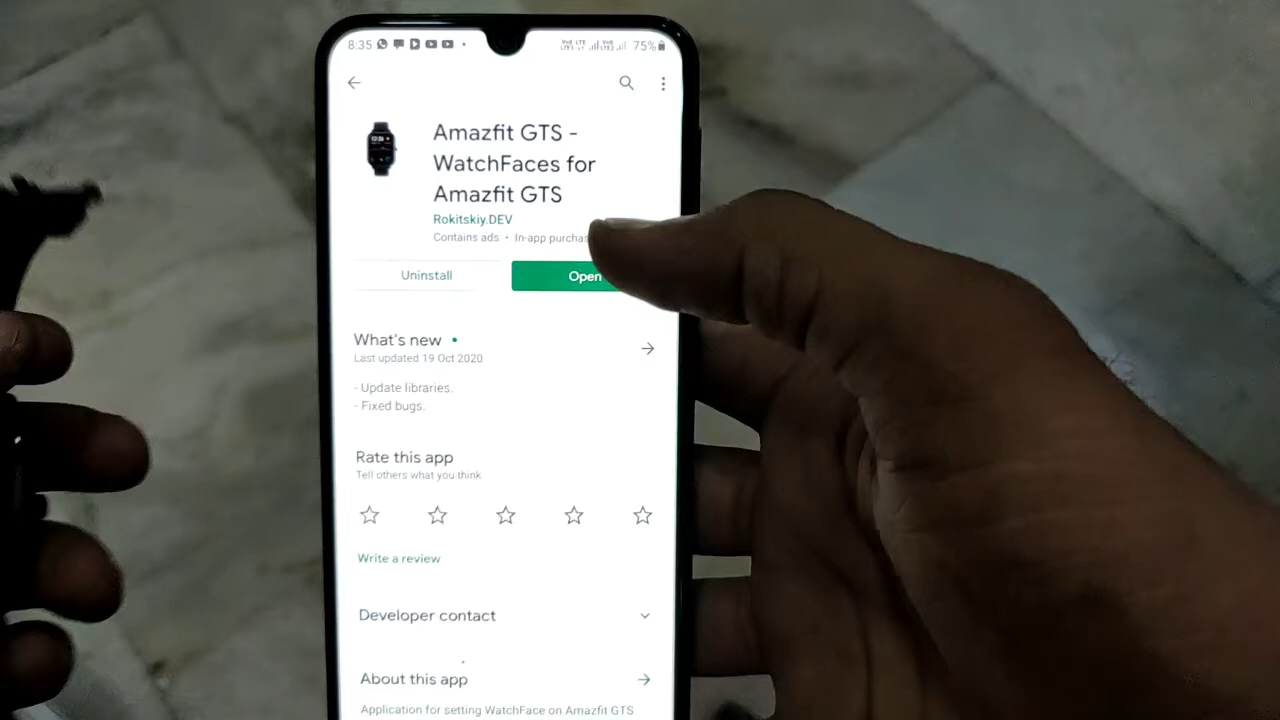 8:35
75%
Amazfit GTS -
WatchFaces for
Amazfit GTS
Rokitskiy.DEV
Contains ads • In-app purchas
Uninstall
Open
What's new
Last updated 19 Oct 2020
- Update libraries.
- Fixed bugs.
Rate this app
Tell others what you think
Write a review
Developer contact
About this app
Application for setting WatchFace on Amazfit GTS